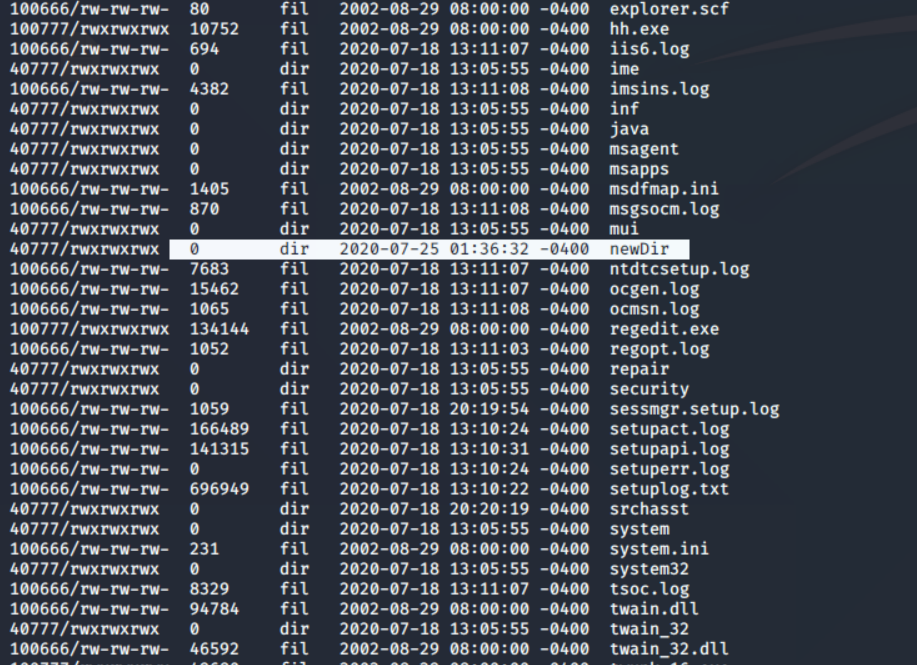 100666/rw-rw-rw- 80 fil 2002-08-29 08:00:00 -0400 explorer.scf
100777/rwxrwxrwx 10752 fil 2002-08-29 08:00:00 -0400 hh.exe
100666/rw-rw-rw- 694 fil 2020-07-18 13:11:07 -0400 iis6.log
40777/rwxrwxrwx 0 dir 2020-07-18 13:05:55 -0400 ime
100666/rw-rw-rw- 4382 fil 2020-07-18 13:11:08 -0400 imsins.log
40777/rwxrwxrwx 0 dir 2020-07-18 13:05:55 -0400 inf
40777/rwxrwxrwx 0 dir 2020-07-18 13:05:55 -0400 java
40777/rwxrwxrwx 0 dir 2020-07-18 13:05:55 -0400 msagent
40777/rwxrwxrwx 0 dir 2020-07-18 13:05:55 -0400 msapps
100666/rw-rw-rw- 1405 fil 2002-08-29 08:00:00 -0400 msdfmap.ini
100666/rw-rw-rw- 870 fil 2020-07-18 13:11:08 -0400 msgsocm.log
40777/rwxrwxrwx 0 dir 2020-07-18 13:05:55 -0400 mui
40777/rwxrwxrwx 0 dir 2020-07-25 01:36:32 -0400 newDir
100666/rw-rw-rw- 7683 fil 2020-07-18 13:11:07 -0400 ntdtcsetup.log
100666/rw-rw-rw- 15462 fil 2020-07-18 13:11:07 -0400 ocgen.log
100666/rw-rw-rw- 1065 fil 2020-07-18 13:11:08 -0400 ocmsn.log
100777/rwxrwxrwx 134144 fil 2002-08-29 08:00:00 -0400 regedit.exe
100666/rw-rw-rw- 1052 fil 2020-07-18 13:11:03 -0400 regopt.log
40777/rwxrwxrwx 0 dir 2020-07-18 13:05:55 -0400 repair
40777/rwxrwxrwx 0 dir 2020-07-18 13:05:55 -0400 security
100666/rw-rw-rw- 1059 fil 2020-07-18 20:19:54 -0400 sessmgr.setup.log
100666/rw-rw-rw- 166489 fil 2020-07-18 13:10:24 -0400 setupact.log
100666/rw-rw-rw- 141315 fil 2020-07-18 13:10:31 -0400 setupapi.log
100666/rw-rw-rw- 0 fil 2020-07-18 13:10:24 -0400 setuperr.log
100666/rw-rw-rw- 696949 fil 2020-07-18 13:10:22 -0400 setuplog.txt
40777/rwxrwxrwx 0 dir 2020-07-18 20:20:19 -0400 srchasst
40777/rwxrwxrwx 0 dir 2020-07-18 13:05:55 -0400 system
100666/rw-rw-rw- 231 fil 2002-08-29 08:00:00 -0400 system.ini
40777/rwxrwxrwx 0 dir 2020-07-18 13:05:55 -0400 system32
100666/rw-rw-rw- 8329 fil 2020-07-18 13:11:07 -0400 tsoc.log
100666/rw-rw-rw- 94784 fil 2002-08-29 08:00:00 -0400 twain.dll
40777/rwxrwxrwx 0 dir 2020-07-18 13:05:55 -0400 twain_32
100666/rw-rw-rw- 46592 fil 2002-08-29 08:00:00 -0400 twain_32.dll